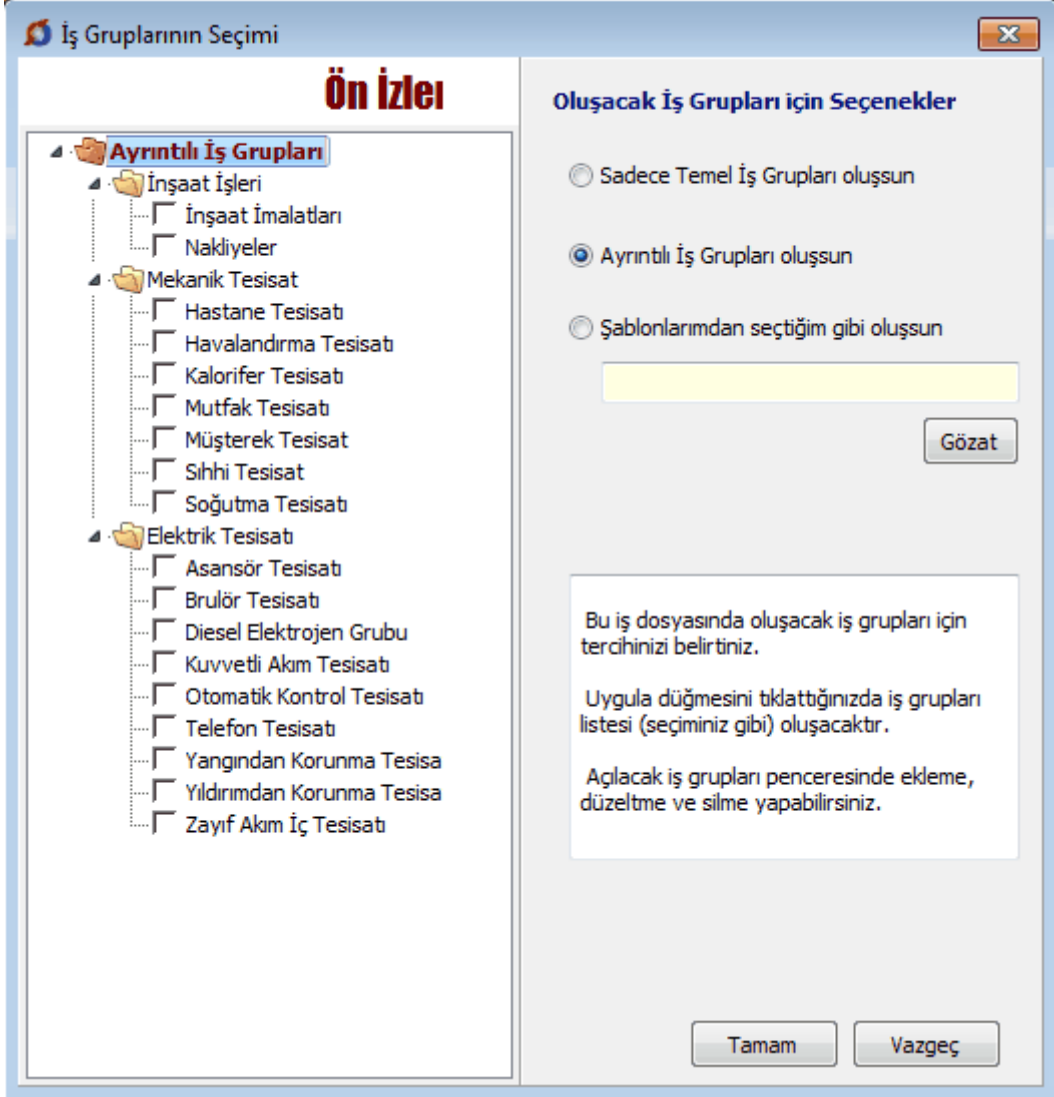 İş Gruplarının Seçimi
Ön İzle
Ayrıntılı İş Grupları
İnşaat İşleri
İnşaat İmalatları
Nakliyeler
Mekanik Tesisat
Hastane Tesisatı
Havalandırma Tesisatı
Kalorifer Tesisatı
Mutfak Tesisatı
Müşterek Tesisat
Sıhhi Tesisat
Soğutma Tesisatı
Elektrik Tesisatı
Asansör Tesisatı
Brulör Tesisatı
Diesel Elektrojen Grubu
Kuvvetli Akım Tesisatı
Otomatik Kontrol Tesisatı
Telefon Tesisatı
Yangından Korunma Tesisa
Yıldırımdan Korunma Tesisa
Zayıf Akım İç Tesisatı
Oluşacak İş Grupları için Seçenekler
Sadece Temel İş Grupları oluşsun
Ayrıntılı İş Grupları oluşsun
Şablonlarımdan seçtiğim gibi oluşsun
Gözat
Bu iş dosyasında oluşacak iş grupları için
tercihinizi belirtiniz.
Uygula düğmesini tıklattığınızda iş grupları
listesi (seçiminiz gibi) oluşacaktır.
Açılacak iş grupları penceresinde ekleme,
düzeltme ve silme yapabilirsiniz.
Tamam
Vazgeç